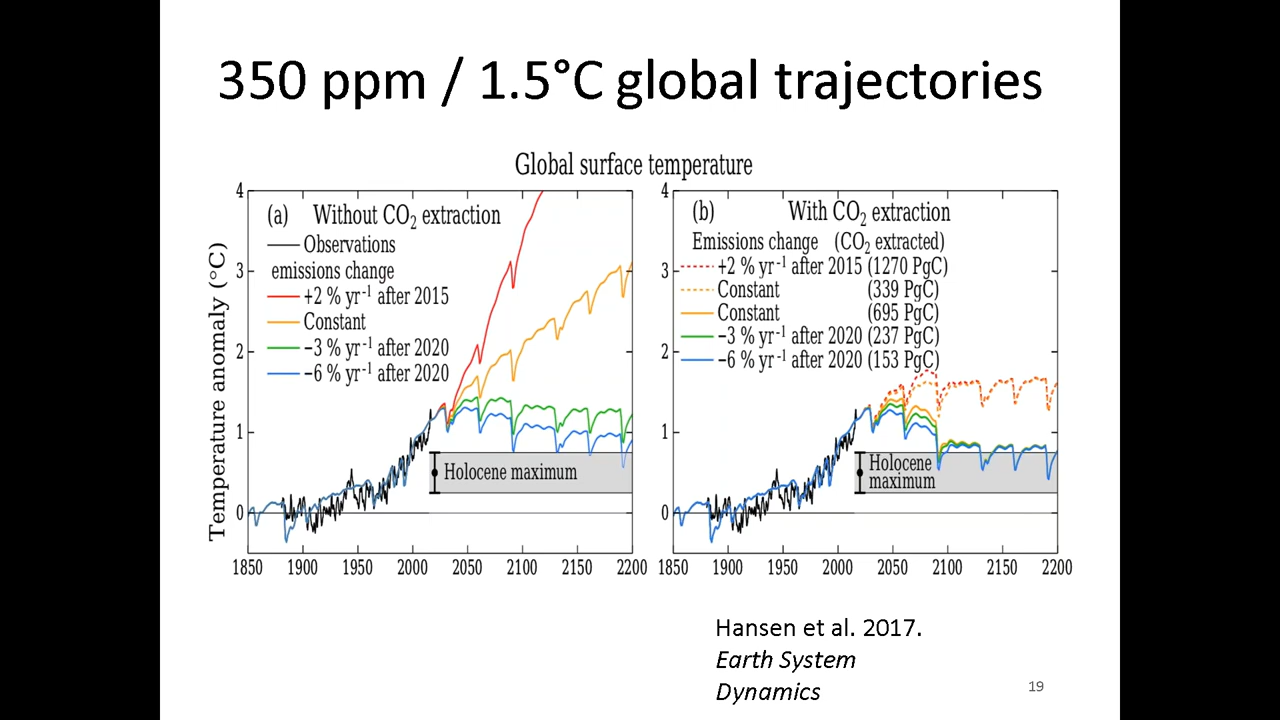 350 ppm / 1.5°C global trajectories
Global surface temperature
Temperature anomaly (°C)
4
3
2
1
0
(a) Without CO₂ extraction
Observations
emissions change
+2 % yr⁻¹ after 2015
Constant
−3 % yr⁻¹ after 2020
−6 % yr⁻¹ after 2020
Holocene maximum
1850 1900 1950 2000 2050 2100 2150 2200
4
3
2
1
0
(b) With CO₂ extraction
Emissions change (CO₂ extracted)
+2 % yr⁻¹ after 2015 (1270 PgC)
Constant (339 PgC)
Constant (695 PgC)
−3 % yr⁻¹ after 2020 (237 PgC)
−6 % yr⁻¹ after 2020 (153 PgC)
Holocene
maximum
1850 1900 1950 2000 2050 2100 2150 2200
Hansen et al. 2017.
Earth System
Dynamics
19